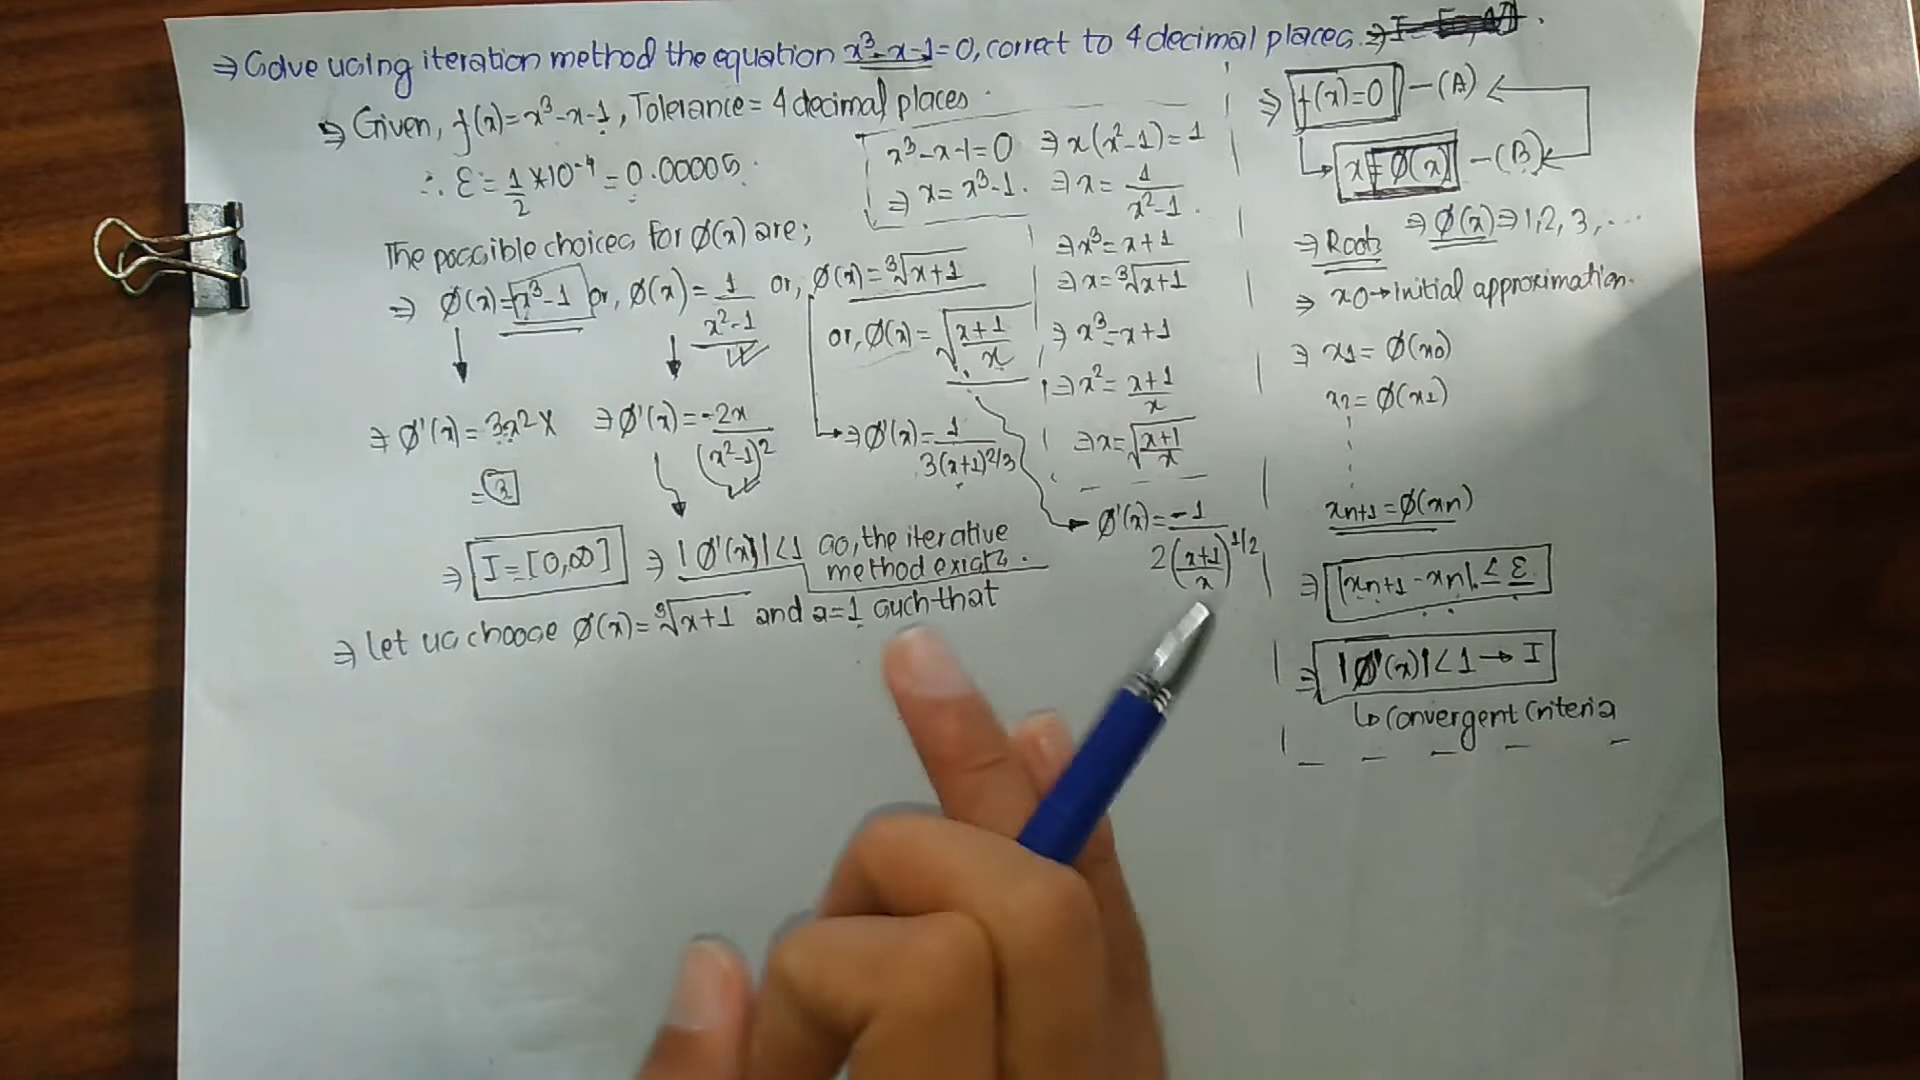 ⇒ Solve using iteration method the equation x³-x-1=0, correct to 4 decimal places.
⇒ Given, f(x)=x³-x-1, Tolerance= 4 decimal places.
∴ ε = 1/2 ×10⁻⁴ = 0.00005.
The possible choices for Ø(x) are;
⇒ Ø(x)=x³-1 or, Ø(x)= 1/(x²-1) or, Ø(x)=³√(x+1)
or, Ø(x)=√((x+1)/x)
⇒ Ø'(x)=3x² X ⇒ Ø'(x)=-2x/(x²-1)² ⇒ Ø'(x)=1/(3(x+1)^2/3)
=3
Ø'(x)=-1/(2((x+1)/x)^1/2)
⇒ I=[0,∞] ⇒ |Ø'(x)|<1 so, the iterative
method exists.
⇒ Let us choose Ø(x)=³√(x+1) and a=1 such that
x³-x-1=0 ⇒ x(x²-1)=1
⇒ x=x³-1. ⇒ x=1/(x²-1).
⇒ x³=x+1
⇒ x=³√(x+1)
⇒ x³=x+1
⇒ x²=(x+1)/x
⇒ x=√((x+1)/x)
⇒ f(x)=0 -(A)
x=Ø(x) -(B)
⇒ Roots ⇒ Ø(x)⇒1,2,3,...
⇒ x0→initial approximation.
⇒ x1=Ø(x0)
x2=Ø(x1)
xn+1=Ø(xn)
⇒ |xn+1-xn|≤ε
⇒ |Ø'(x)|<1→I
↳ Convergent Criteria